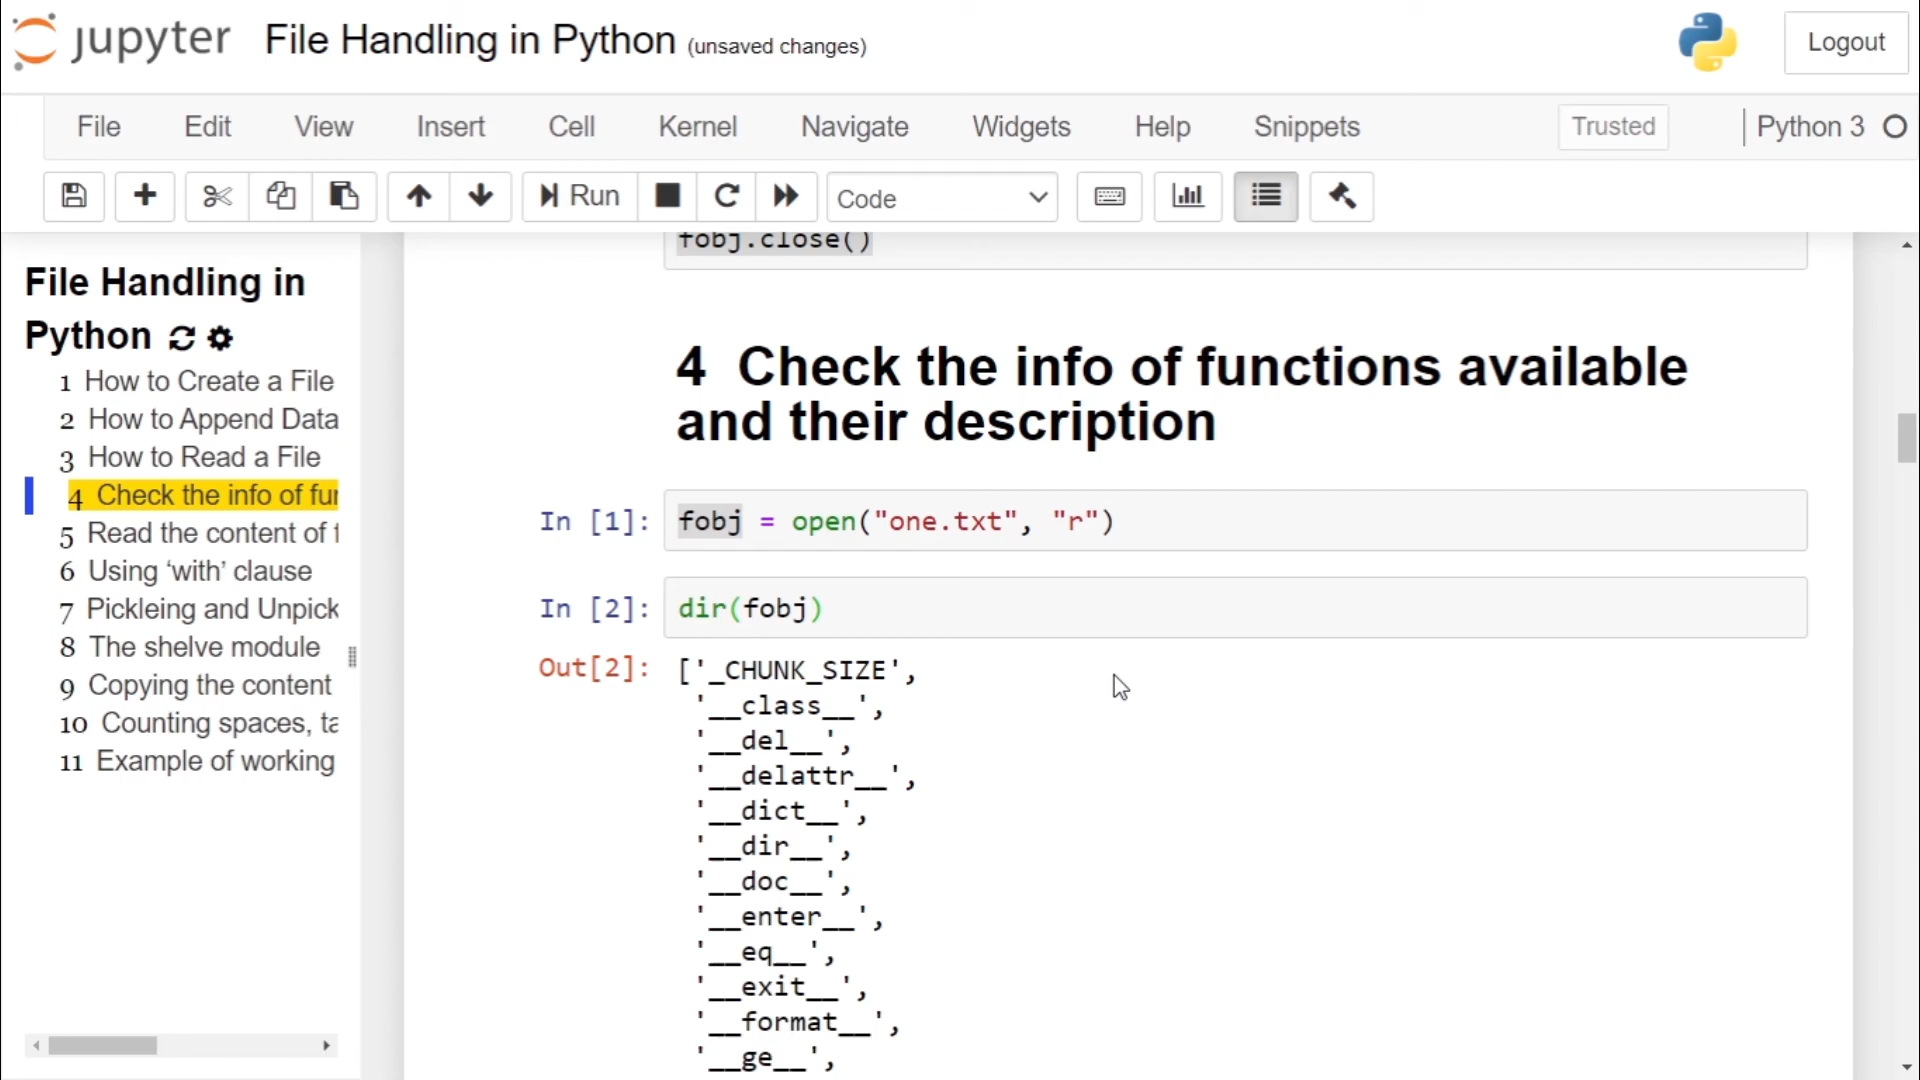 jupyter File Handling in Python (unsaved changes) Logout
File Edit View Insert Cell Kernel Navigate Widgets Help Snippets Trusted Python 3
Run Code
File Handling in
Python
1 How to Create a File
2 How to Append Data
3 How to Read a File
4 Check the info of fur
5 Read the content of f
6 Using ‘with’ clause
7 Pickleing and Unpick
8 The shelve module
9 Copying the content
10 Counting spaces, ta
11 Example of working
fobj.close()
4 Check the info of functions available
and their description
In [1]: fobj = open("one.txt", "r")
In [2]: dir(fobj)
Out[2]: ['_CHUNK_SIZE',
'__class__',
'__del__',
'__delattr__',
'__dict__',
'__dir__',
'__doc__',
'__enter__',
'__eq__',
'__exit__',
'__format__',
'__ge__',